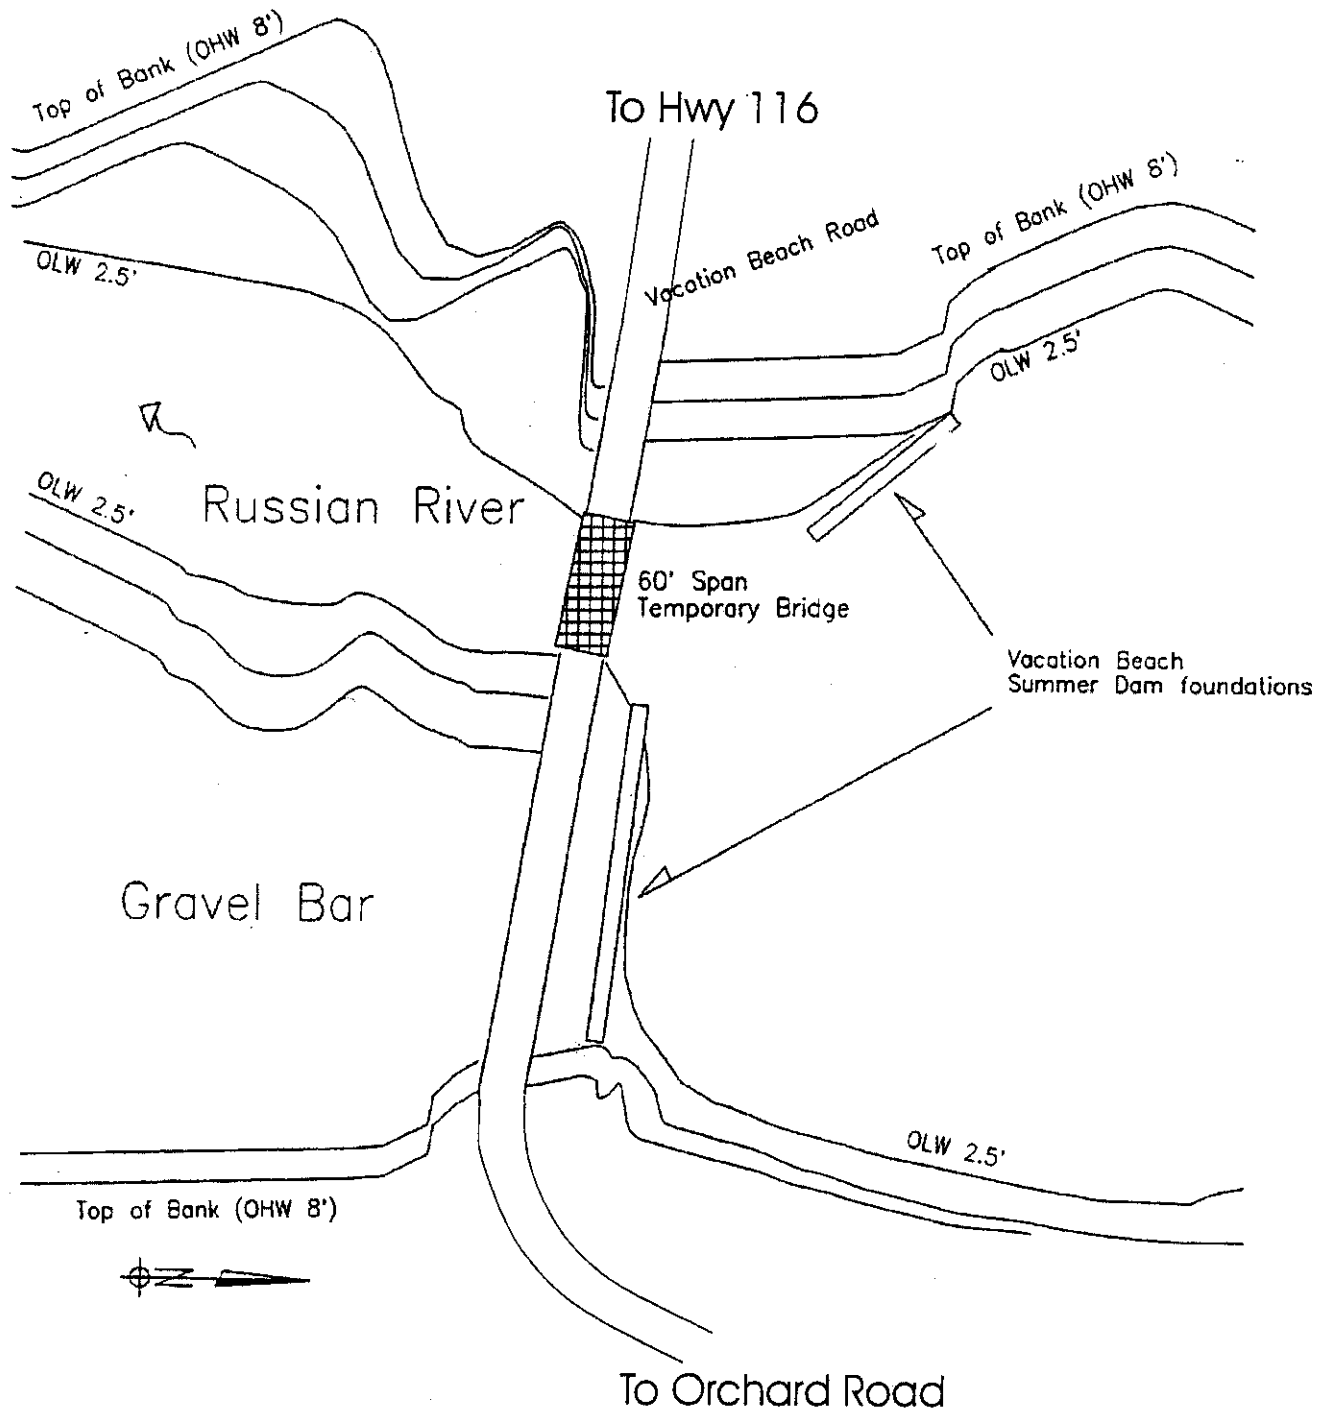 Top of Bank (OHW 8')
To Hwy 116
Top of Bank (OHW 8')
Vacation Beach Road
OLW 2.5'
OLW 2.5'
OLW 2.5'
Russian River
60' Span
Temporary Bridge
Vacation Beach
Summer Dam foundations
Gravel Bar
OLW 2.5'
Top of Bank (OHW 8')
N
To Orchard Road